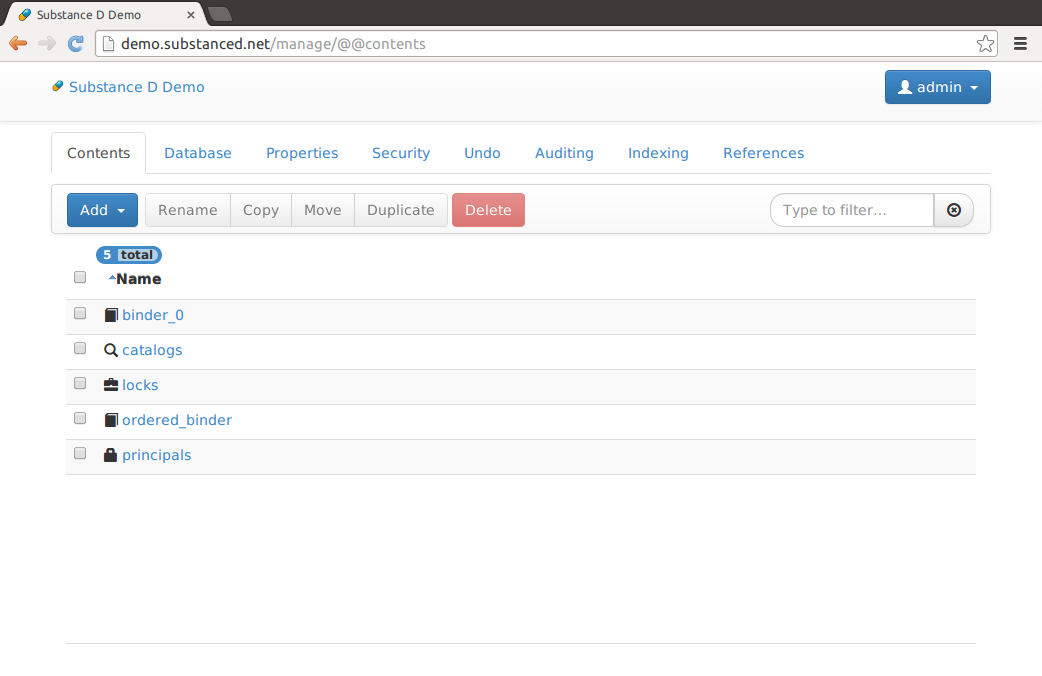 Substance D Demo
demo.substanced.net/manage/@@contents
Substance D Demo admin
Contents Database Properties Security Undo Auditing Indexing References
Add Rename Copy Move Duplicate Delete Type to filter...
5 total
Name
binder_0
catalogs
locks
ordered_binder
principals